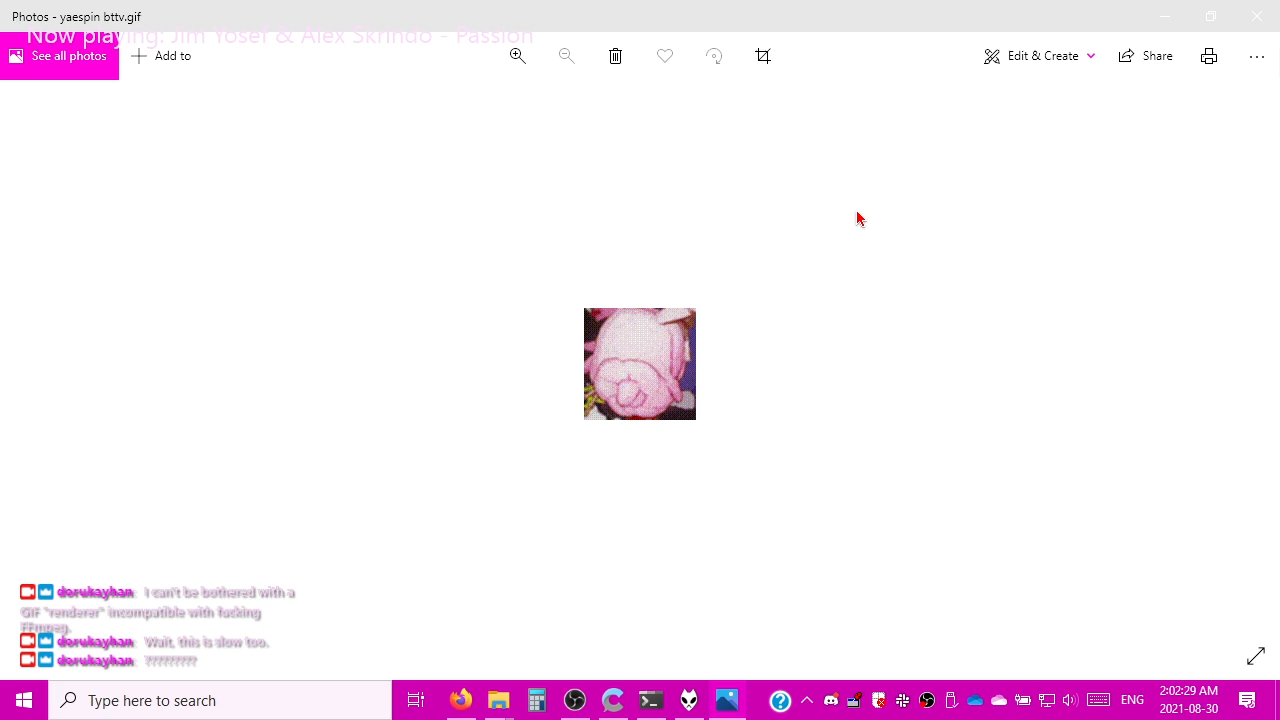 Photos - yaespin bttv.gif
Now playing: Jim Yosef & Alex Skrindo - Passion
See all photos
Add to
Edit & Create
Share
dorukayhan: I can't be bothered with a
GIF "renderer" incompatible with fucking
FFmpeg.
dorukayhan: Wait, this is slow too.
dorukayhan: ?????????
Type here to search
ENG
2:02:29 AM
2021-08-30